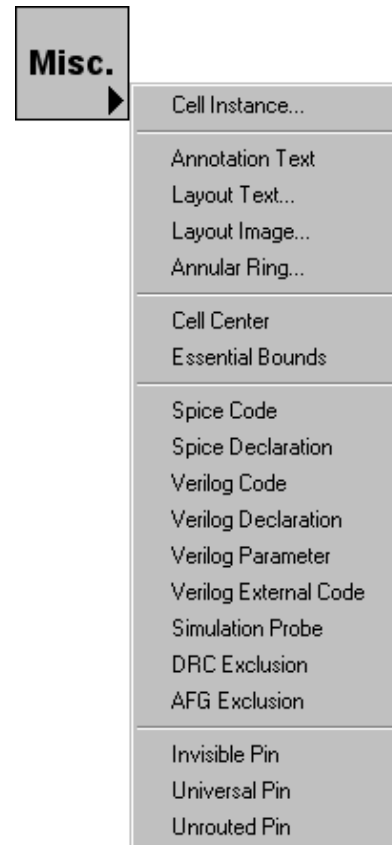 Misc.
Cell Instance...
Annotation Text
Layout Text...
Layout Image...
Annular Ring...
Cell Center
Essential Bounds
Spice Code
Spice Declaration
Verilog Code
Verilog Declaration
Verilog Parameter
Verilog External Code
Simulation Probe
DRC Exclusion
AFG Exclusion
Invisible Pin
Universal Pin
Unrouted Pin